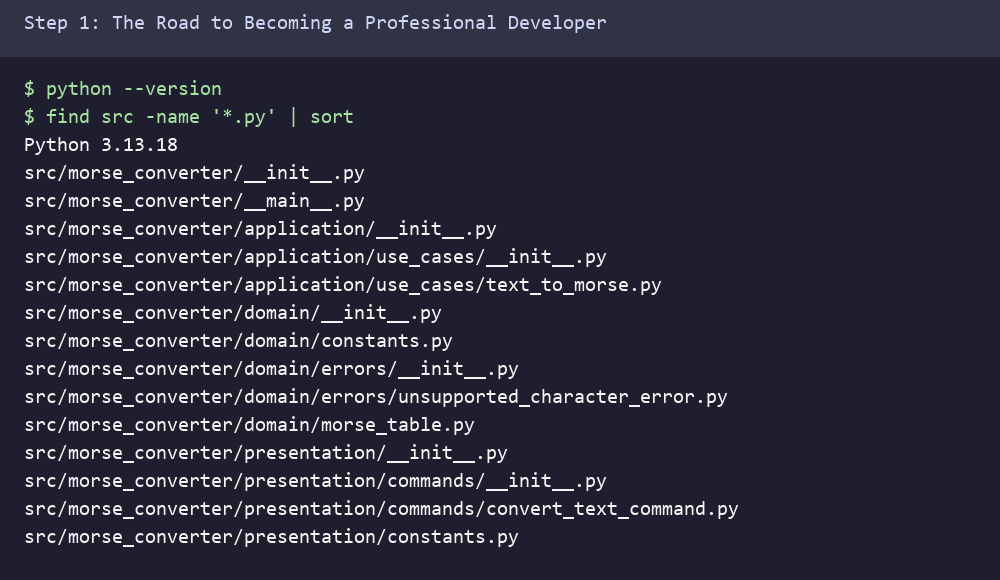 Step 1: The Road to Becoming a Professional Developer
$ python --version
$ find src -name '*.py' | sort
Python 3.13.18
src/morse_converter/__init__.py
src/morse_converter/__main__.py
src/morse_converter/application/__init__.py
src/morse_converter/application/use_cases/__init__.py
src/morse_converter/application/use_cases/text_to_morse.py
src/morse_converter/domain/__init__.py
src/morse_converter/domain/constants.py
src/morse_converter/domain/errors/__init__.py
src/morse_converter/domain/errors/unsupported_character_error.py
src/morse_converter/domain/morse_table.py
src/morse_converter/presentation/__init__.py
src/morse_converter/presentation/commands/__init__.py
src/morse_converter/presentation/commands/convert_text_command.py
src/morse_converter/presentation/constants.py